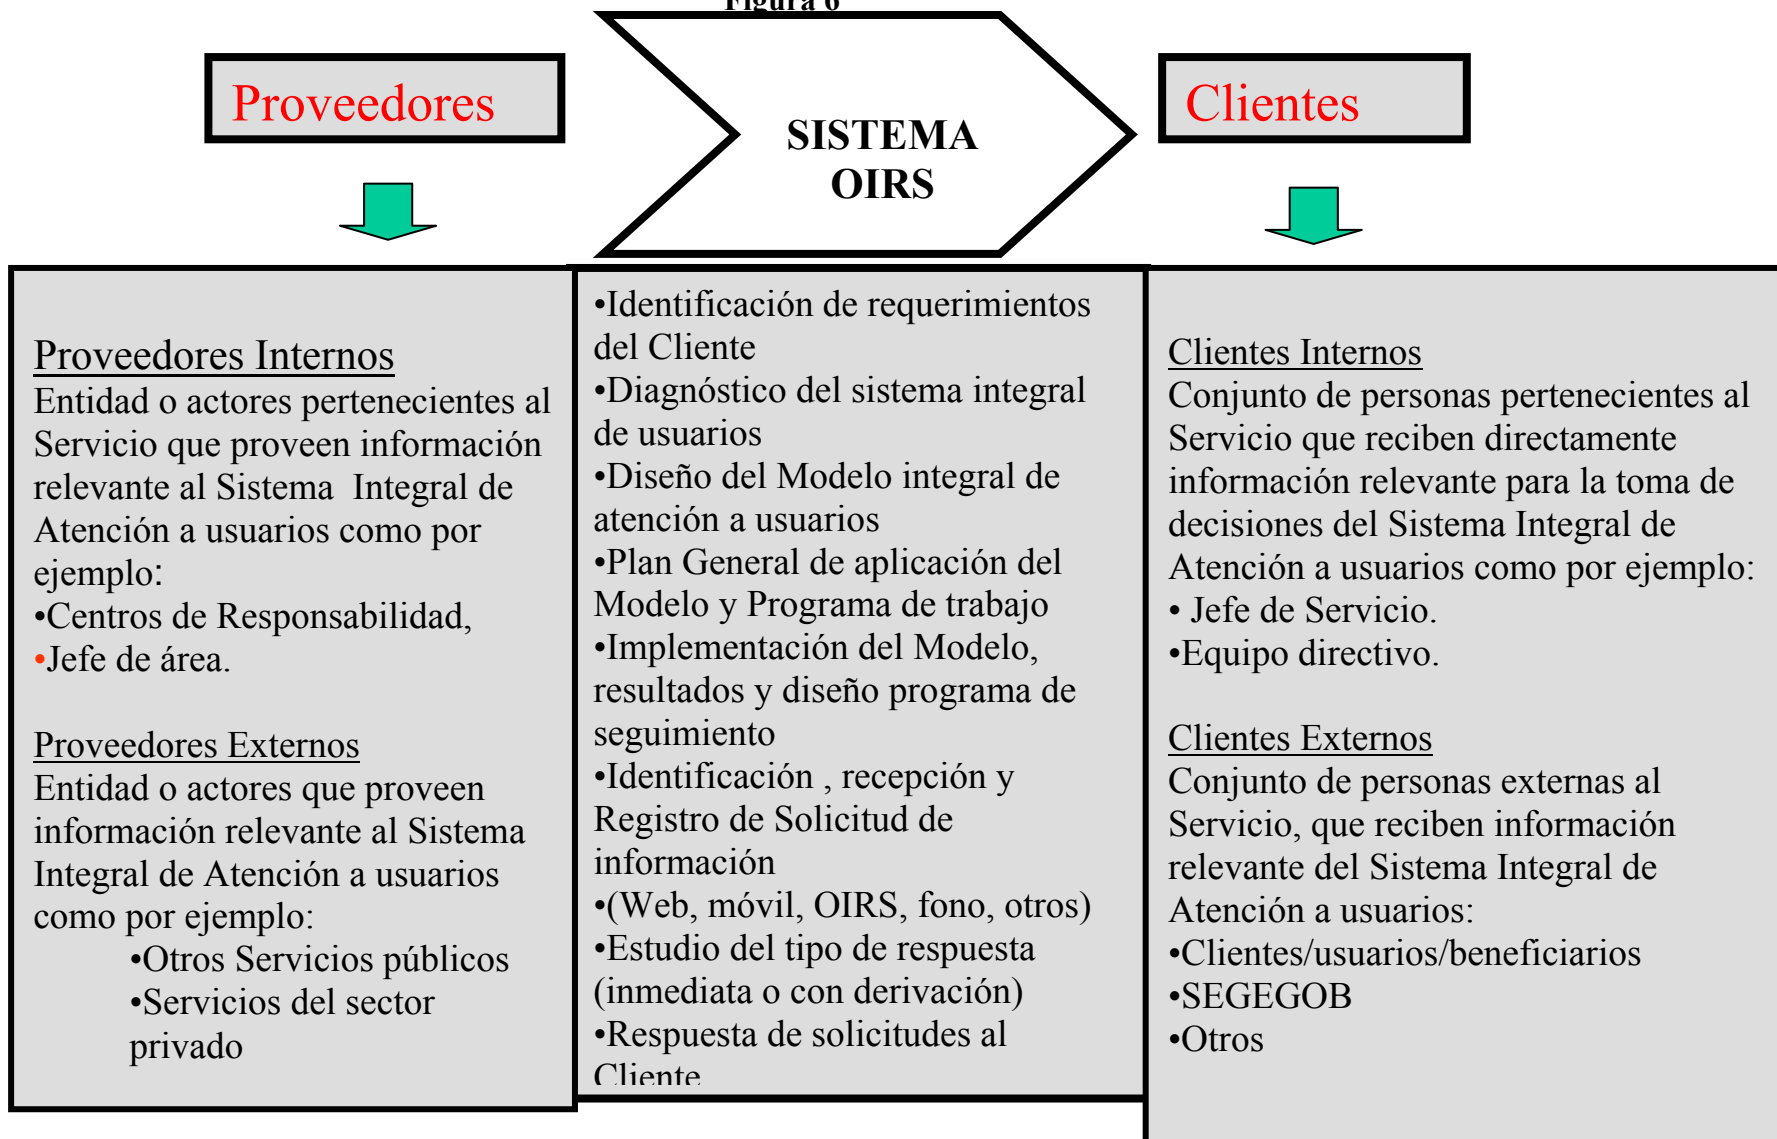 Figura 6
Proveedores
SISTEMA
OIRS
Clientes
Proveedores Internos
Entidad o actores pertenecientes al
Servicio que proveen información
relevante al Sistema  Integral de
Atención a usuarios como por
ejemplo:
•Centros de Responsabilidad,
•Jefe de área.
Proveedores Externos
Entidad o actores que proveen
información relevante al Sistema
Integral de Atención a usuarios
como por ejemplo:
•Otros Servicios públicos
•Servicios del sector
privado
•Identificación de requerimientos
del Cliente
•Diagnóstico del sistema integral
de usuarios
•Diseño del Modelo integral de
atención a usuarios
•Plan General de aplicación del
Modelo y Programa de trabajo
•Implementación del Modelo,
resultados y diseño programa de
seguimiento
•Identificación , recepción y
Registro de Solicitud de
información
•(Web, móvil, OIRS, fono, otros)
•Estudio del tipo de respuesta
(inmediata o con derivación)
•Respuesta de solicitudes al
Cliente
Clientes Internos
Conjunto de personas pertenecientes al
Servicio que reciben directamente
información relevante para la toma de
decisiones del Sistema Integral de
Atención a usuarios como por ejemplo:
• Jefe de Servicio.
•Equipo directivo.
Clientes Externos
Conjunto de personas externas al
Servicio, que reciben información
relevante del Sistema Integral de
Atención a usuarios:
•Clientes/usuarios/beneficiarios
•SEGEGOB
•Otros